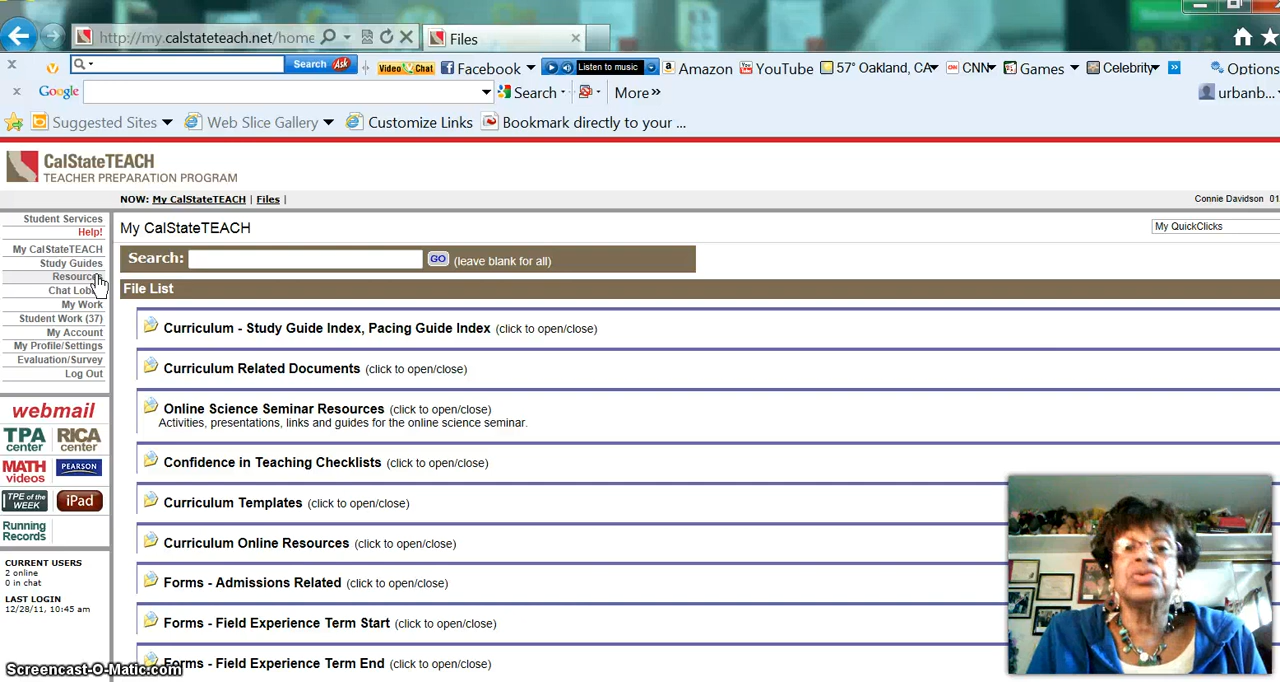 http://my.calstateteach.net/home
Files
Search Ask
Video Chat
Facebook
Listen to music
Amazon
YouTube
57° Oakland, CA
CNN
Games
Celebrity
Options
Google
Search
More
urbanb...
Suggested Sites
Web Slice Gallery
Customize Links
Bookmark directly to your ...
CalStateTEACH
TEACHER PREPARATION PROGRAM
NOW: My CalStateTEACH | Files |
Connie Davidson 01
Student Services
Help!
My CalStateTEACH
Study Guides
Resources
Chat Lobby
My Work
Student Work (37)
My Account
My Profile/Settings
Evaluation/Survey
Log Out
webmail
TPA center
RICA center
MATH videos
PEARSON
TPE of the WEEK
iPad
Running Records
CURRENT USERS
2 online
0 in chat
LAST LOGIN
12/28/11, 10:45 am
My CalStateTEACH
My QuickClicks
Search: GO (leave blank for all)
File List
Curriculum - Study Guide Index, Pacing Guide Index (click to open/close)
Curriculum Related Documents (click to open/close)
Online Science Seminar Resources (click to open/close)
Activities, presentations, links and guides for the online science seminar.
Confidence in Teaching Checklists (click to open/close)
Curriculum Templates (click to open/close)
Curriculum Online Resources (click to open/close)
Forms - Admissions Related (click to open/close)
Forms - Field Experience Term Start (click to open/close)
Forms - Field Experience Term End (click to open/close)
Screencast-O-Matic.com